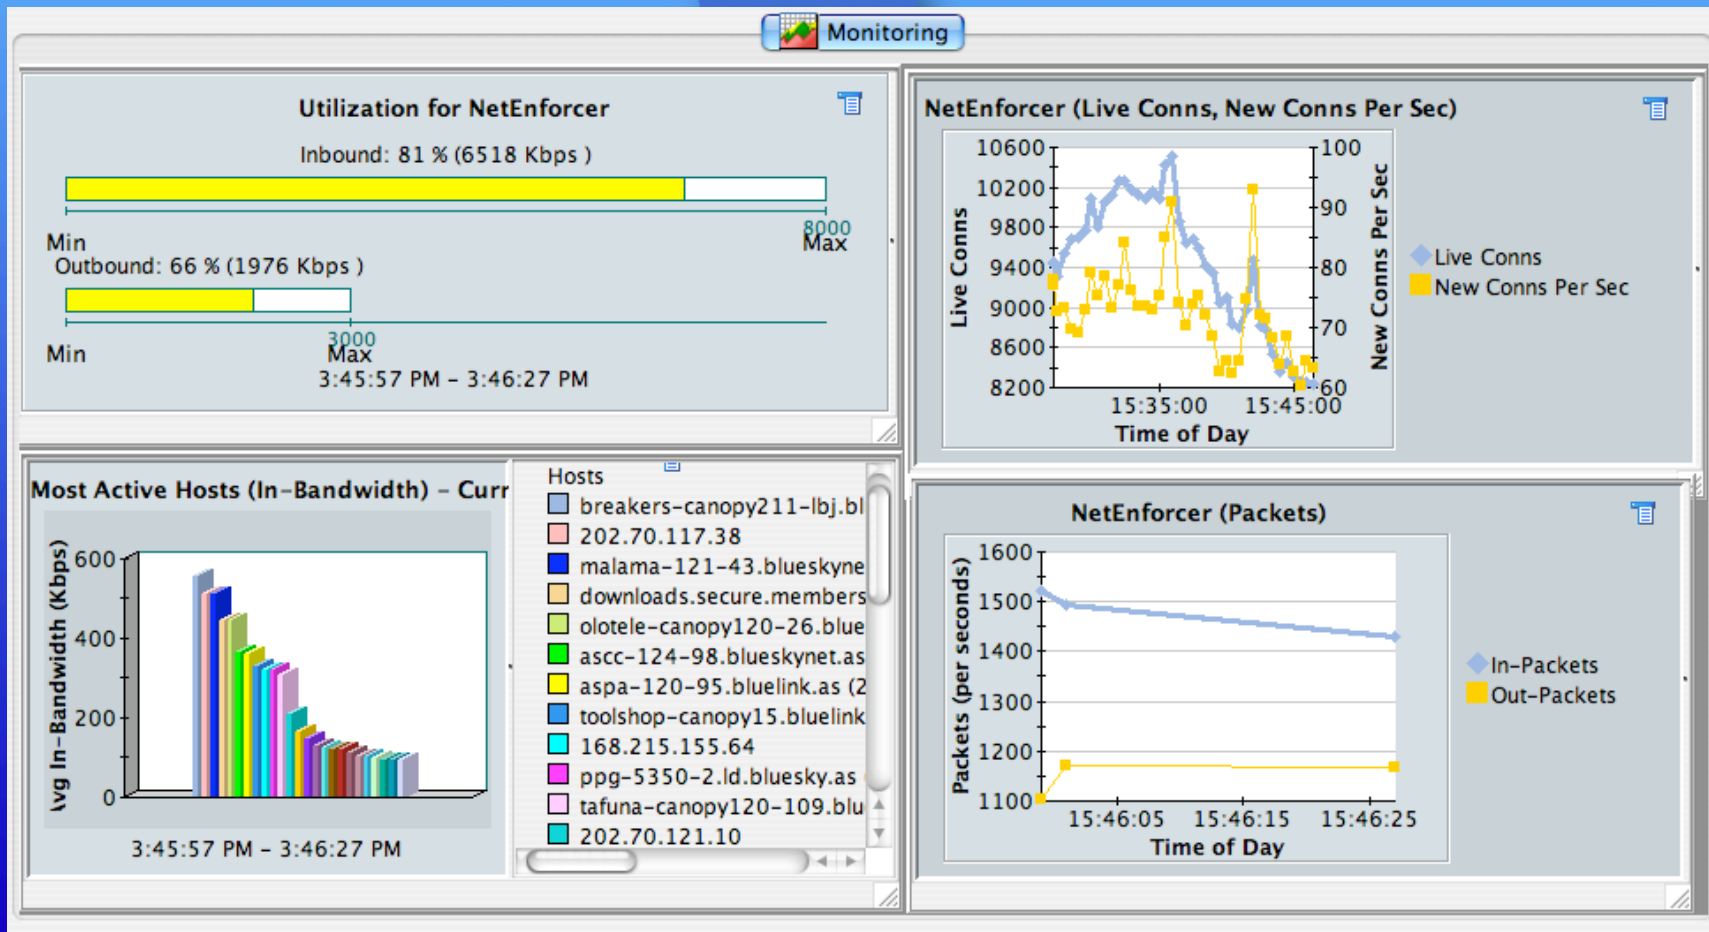 Monitoring
Utilization for NetEnforcer
Inbound: 81 % (6518 Kbps )
8000
Min
Max
Outbound: 66 % (1976 Kbps )
3000
Min
Max
3:45:57 PM - 3:46:27 PM
NetEnforcer (Live Conns, New Conns Per Sec)
Live Conns
10600
10200
9800
9400
9000
8600
8200
100
90
80
70
60
New Conns Per Sec
15:35:00
15:45:00
Time of Day
Live Conns
New Conns Per Sec
Most Active Hosts (In-Bandwidth) - Curr
In-Bandwidth (Kbps)
600
400
200
0
3:45:57 PM - 3:46:27 PM
Hosts
breakers-canopy211-lbj.bl
202.70.117.38
malama-121-43.blueskyne
downloads.secure.members
olotele-canopy120-26.blue
ascc-124-98.blueskynet.as
aspa-120-95.bluelink.as (2
toolshop-canopy15.bluelink
168.215.155.64
ppg-5350-2.ld.bluesky.as
tafuna-canopy120-109.blu
202.70.121.10
NetEnforcer (Packets)
Packets (per seconds)
1600
1500
1400
1300
1200
1100
15:46:05
15:46:15
15:46:25
Time of Day
In-Packets
Out-Packets